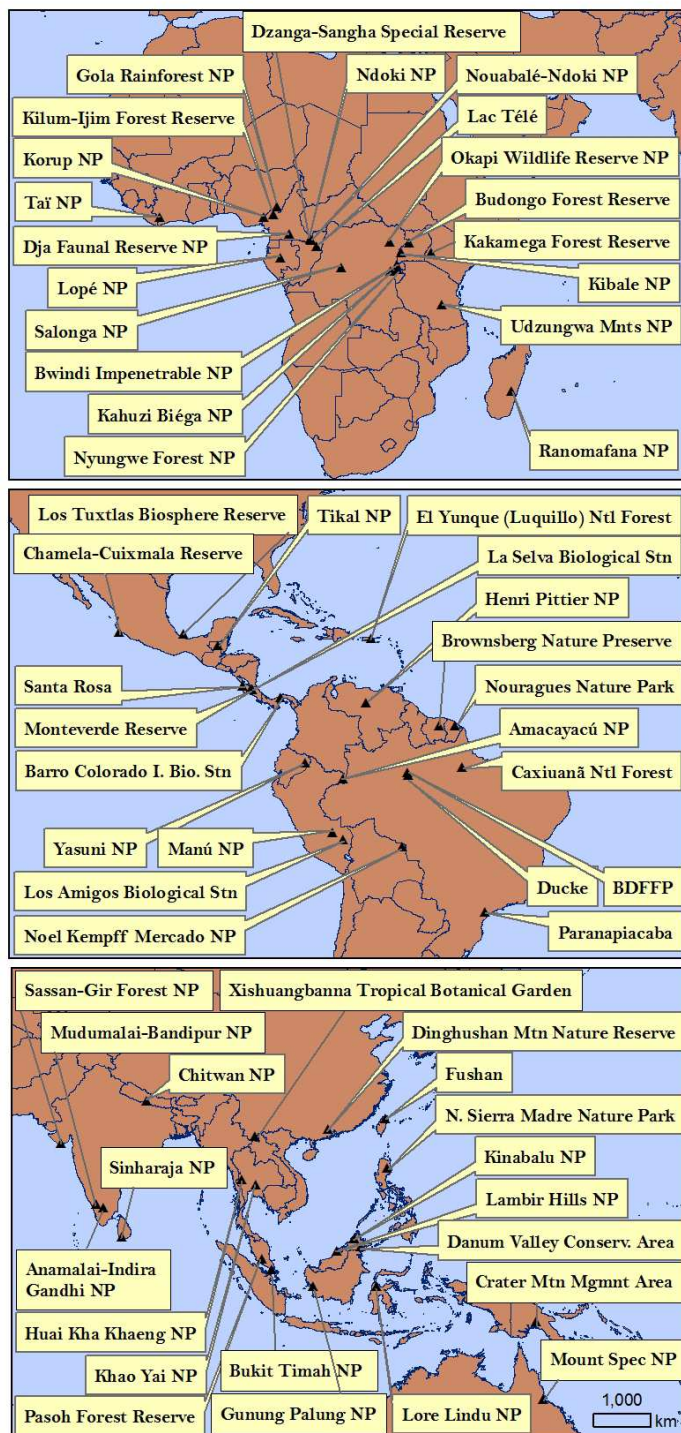 Dzanga-Sangha Special Reserve
Gola Rainforest NP
Ndoki NP
Nouabalé-Ndoki NP
Kilum-Ijim Forest Reserve
Lac Télé
Korup NP
Okapi Wildlife Reserve NP
Taï NP
Budongo Forest Reserve
Dja Faunal Reserve NP
Kakamega Forest Reserve
Lopé NP
Kibale NP
Salonga NP
Udzungwa Mnts NP
Bwindi Impenetrable NP
Kahuzi Biéga NP
Nyungwe Forest NP
Ranomafana NP
Los Tuxtlas Biosphere Reserve
Tikal NP
El Yunque (Luquillo) Ntl Forest
Chamela-Cuixmala Reserve
La Selva Biological Stn
Henri Pittier NP
Brownsberg Nature Preserve
Santa Rosa
Nouragues Nature Park
Monteverde Reserve
Amacayacú NP
Barro Colorado I. Bio. Stn
Caxiuanã Ntl Forest
Yasuni NP
Manú NP
Los Amigos Biological Stn
Ducke
BDFFP
Noel Kempff Mercado NP
Paranapiacaba
Sassan-Gir Forest NP
Xishuangbanna Tropical Botanical Garden
Mudumalai-Bandipur NP
Dinghushan Mtn Nature Reserve
Chitwan NP
Fushan
N. Sierra Madre Nature Park
Sinharaja NP
Kinabalu NP
Lambir Hills NP
Danum Valley Conserv. Area
Anamalai-Indira
Gandhi NP
Crater Mtn Mgmnt Area
Huai Kha Khaeng NP
Khao Yai NP
Bukit Timah NP
Mount Spec NP
Pasoh Forest Reserve
Gunung Palung NP
Lore Lindu NP
1,000
km